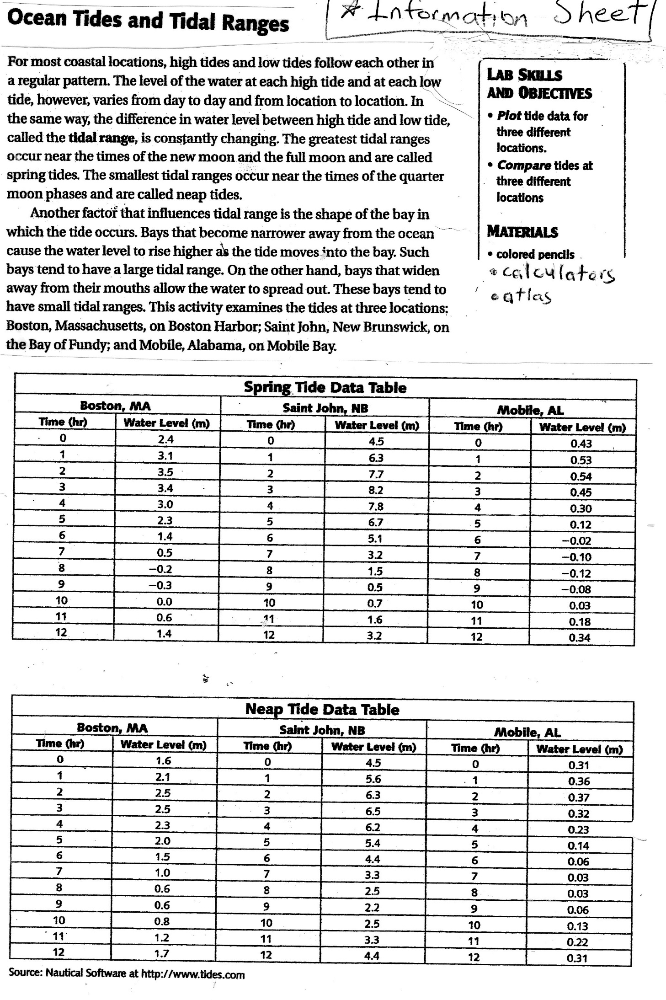 Ocean Tides and Tidal Ranges
* Information Sheet
For most coastal locations, high tides and low tides follow each other in
a regular pattern. The level of the water at each high tide and at each low
tide, however, varies from day to day and from location to location. In
the same way, the difference in water level between high tide and low tide,
called the tidal range, is constantly changing. The greatest tidal ranges
occur near the times of the new moon and the full moon and are called
spring tides. The smallest tidal ranges occur near the times of the quarter
moon phases and are called neap tides.
Another factor that influences tidal range is the shape of the bay in
which the tide occurs. Bays that become narrower away from the ocean
cause the water level to rise higher as the tide moves into the bay. Such
bays tend to have a large tidal range. On the other hand, bays that widen
away from their mouths allow the water to spread out. These bays tend to
have small tidal ranges. This activity examines the tides at three locations:
Boston, Massachusetts, on Boston Harbor; Saint John, New Brunswick, on
the Bay of Fundy; and Mobile, Alabama, on Mobile Bay.
LAB SKILLS
AND OBJECTIVES
• Plot tide data for
three different
locations.
• Compare tides at
three different
locations
MATERIALS
• colored pencils
• calculators
• atlas
Spring Tide Data Table
Boston, MA Saint John, NB Mobile, AL
Time (hr) Water Level (m) Time (hr) Water Level (m) Time (hr) Water Level (m)
0 2.4 0 4.5 0 0.43
1 3.1 1 6.3 1 0.53
2 3.5 2 7.7 2 0.54
3 3.4 3 8.2 3 0.45
4 3.0 4 7.8 4 0.30
5 2.3 5 6.7 5 0.12
6 1.4 6 5.1 6 −0.02
7 0.5 7 3.2 7 −0.10
8 −0.2 8 1.5 8 −0.12
9 −0.3 9 0.5 9 −0.08
10 0.0 10 0.7 10 0.03
11 0.6 11 1.6 11 0.18
12 1.4 12 3.2 12 0.34
Neap Tide Data Table
Boston, MA Saint John, NB Mobile, AL
Time (hr) Water Level (m) Time (hr) Water Level (m) Time (hr) Water Level (m)
0 1.6 0 4.5 0 0.31
1 2.1 1 5.6 1 0.36
2 2.5 2 6.3 2 0.37
3 2.5 3 6.5 3 0.32
4 2.3 4 6.2 4 0.23
5 2.0 5 5.4 5 0.14
6 1.5 6 4.4 6 0.06
7 1.0 7 3.3 7 0.03
8 0.6 8 2.5 8 0.03
9 0.6 9 2.2 9 0.06
10 0.8 10 2.5 10 0.13
11 1.2 11 3.3 11 0.22
12 1.7 12 4.4 12 0.31
Source: Nautical Software at http://www.tides.com